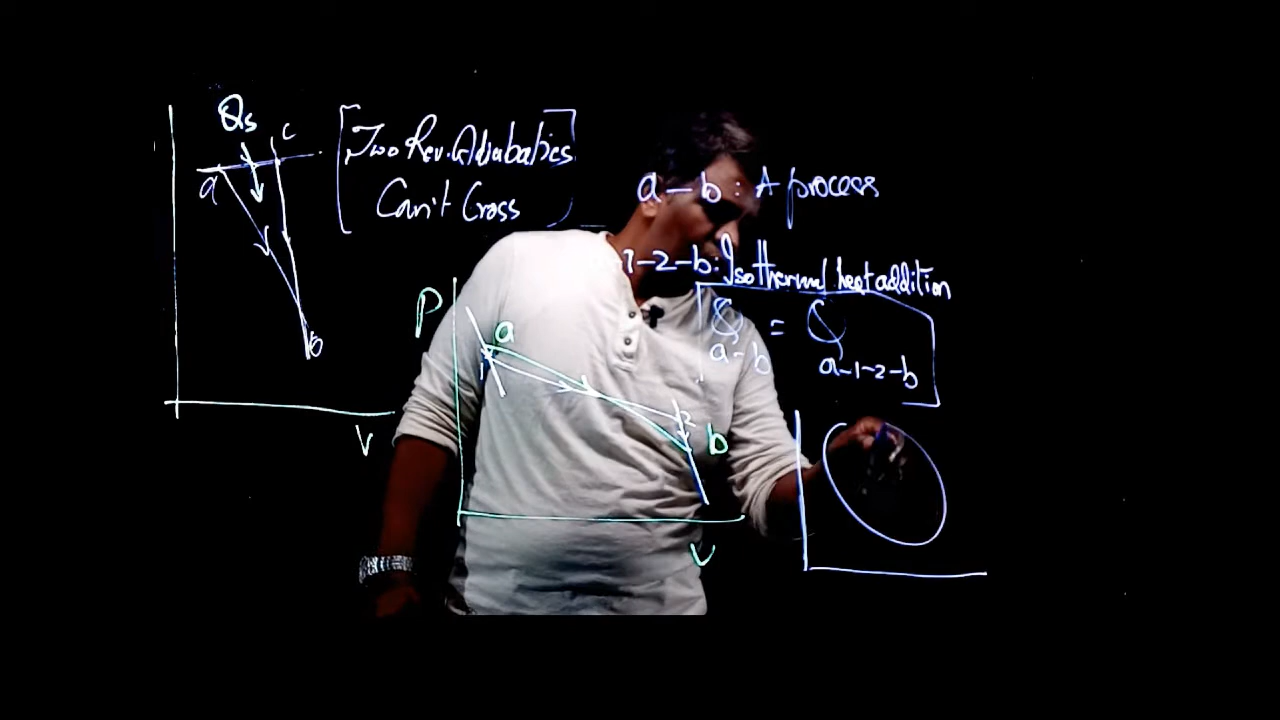 Qs
c
a
b
V
[Two Rev. Adiabatics
Can't Cross]
a-b : A process
1-2-b: Isothermal heat addition
Q a-b = Q a-1-2-b
P
a
1
2
b
V